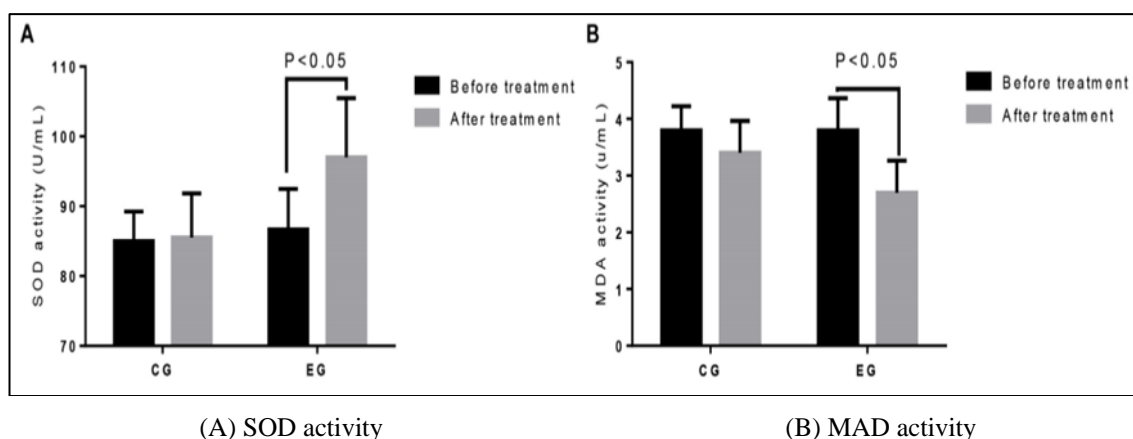 A
P<0.05
110
100
90
80
70
SOD activity (U/mL)
CG
EG
Before treatment
After treatment
B
P<0.05
5
4
3
2
1
0
MDA activity (u/mL)
CG
EG
Before treatment
After treatment
(A) SOD activity
(B) MAD activity